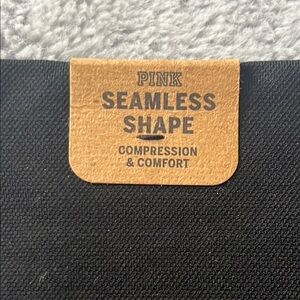 PINK
SEAMLESS
SHAPE
COMPRESSION
& COMFORT